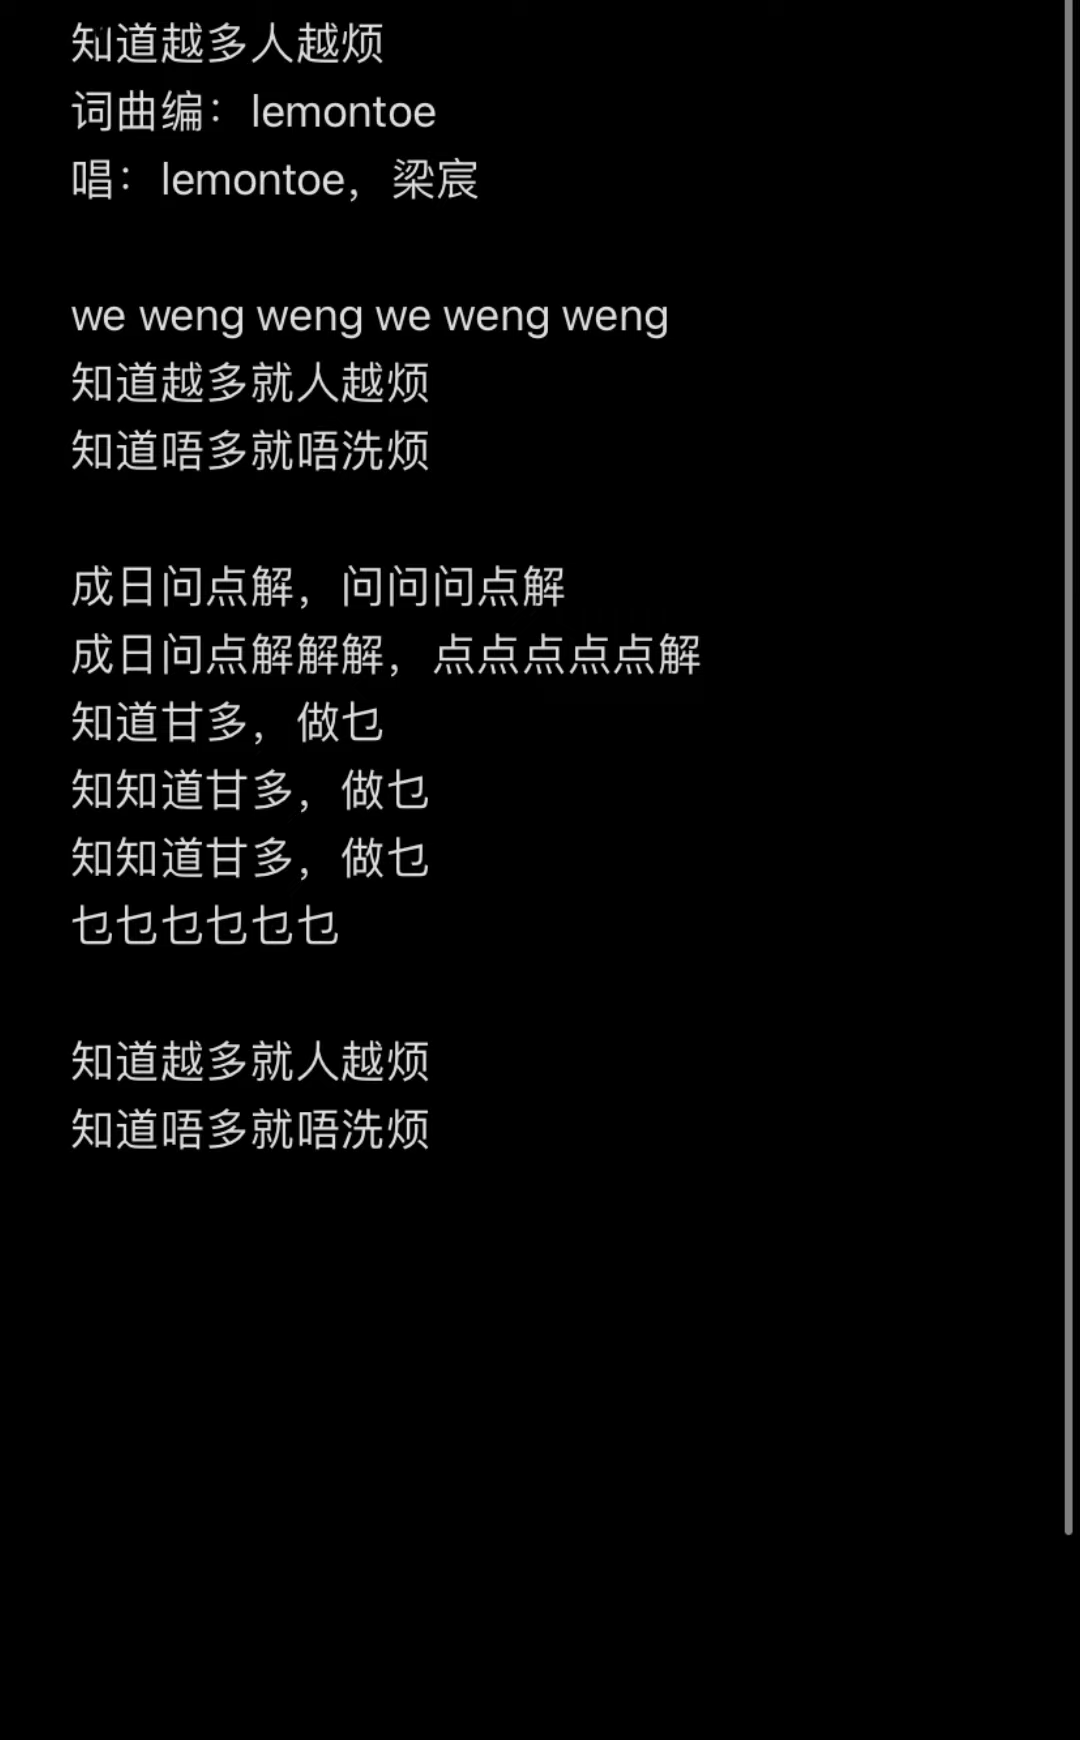 知道越多人越烦
词曲编：lemontoe
唱：lemontoe，梁宸
we weng weng we weng weng
知道越多就人越烦
知道唔多就唔洗烦
成日问点解，问问问点解
成日问点解解解，点点点点点解
知道甘多，做乜
知知道甘多，做乜
知知道甘多，做乜
乜乜乜乜乜乜
知道越多就人越烦
知道唔多就唔洗烦